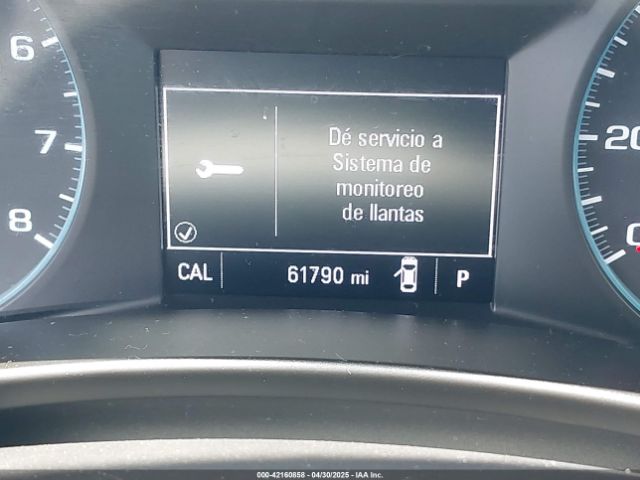 6
7
8
Dé servicio a
Sistema de
monitoreo
de llantas
CAL 61790 mi P
20
0
000-42160858 - 04/30/2025 - IAA Inc.